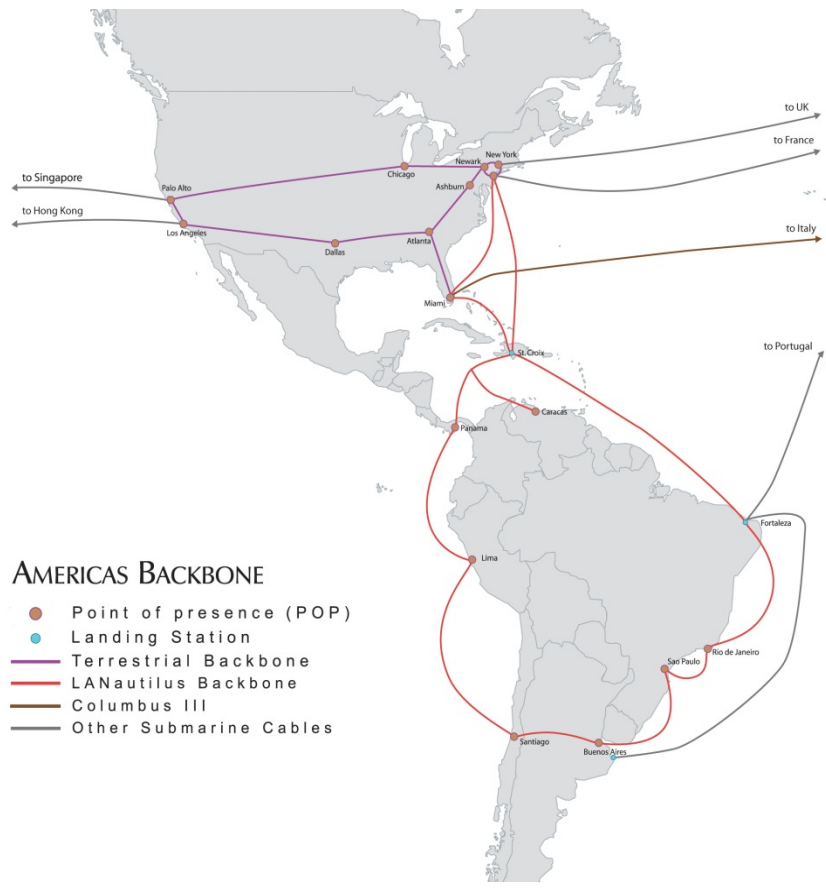 to UK
to France
New York
Newark
Chicago
to Singapore
Palo Alto
Ashburn
to Hong Kong
Los Angeles
Atlanta
Dallas
to Italy
Miami
St. Croix
to Portugal
Caracas
Panama
Fortaleza
Lima
AMERICAS BACKBONE
Point of presence (POP)
Landing Station
Terrestrial Backbone
LANautilus Backbone
Columbus III
Other Submarine Cables
Rio de Janeiro
Sao Paulo
Santiago
Buenos Aires